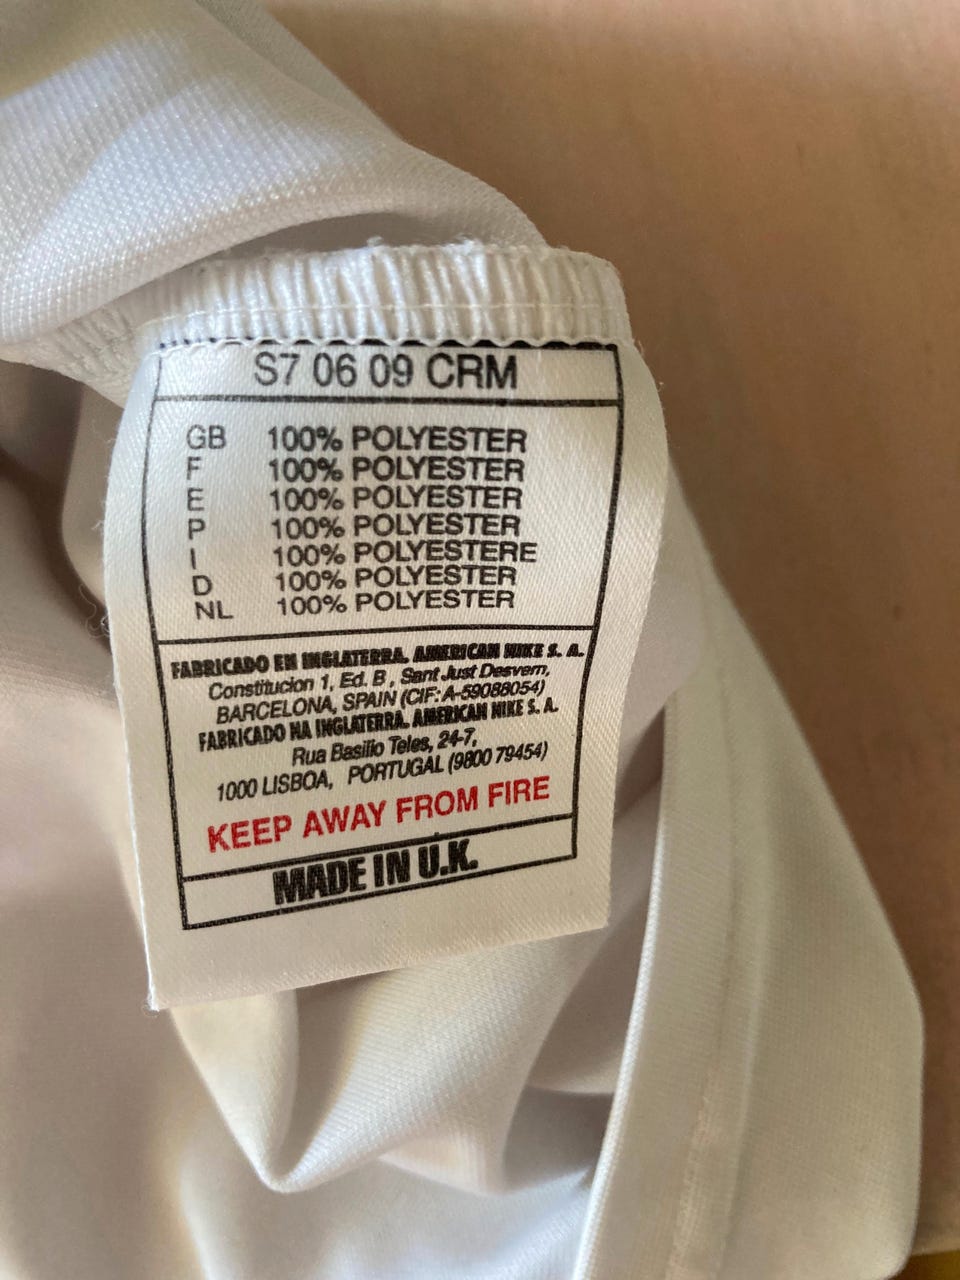 S7 06 09 CRM
GB 100% POLYESTER
F 100% POLYESTER
E 100% POLYESTER
P 100% POLYESTER
I 100% POLYESTERE
D 100% POLYESTER
NL 100% POLYESTER
FABRICADO EN INGLATERRA. AMERICAN NIKE S. A.
Constitucion 1, Ed. B , Sant Just Desvern,
BARCELONA, SPAIN (CIF: A-59088054)
FABRICADO NA INGLATERRA. AMERICAN NIKE S. A.
Rua Basilio Teles, 24-7,
1000 LISBOA, PORTUGAL (9800 79454)
KEEP AWAY FROM FIRE
MADE IN U.K.